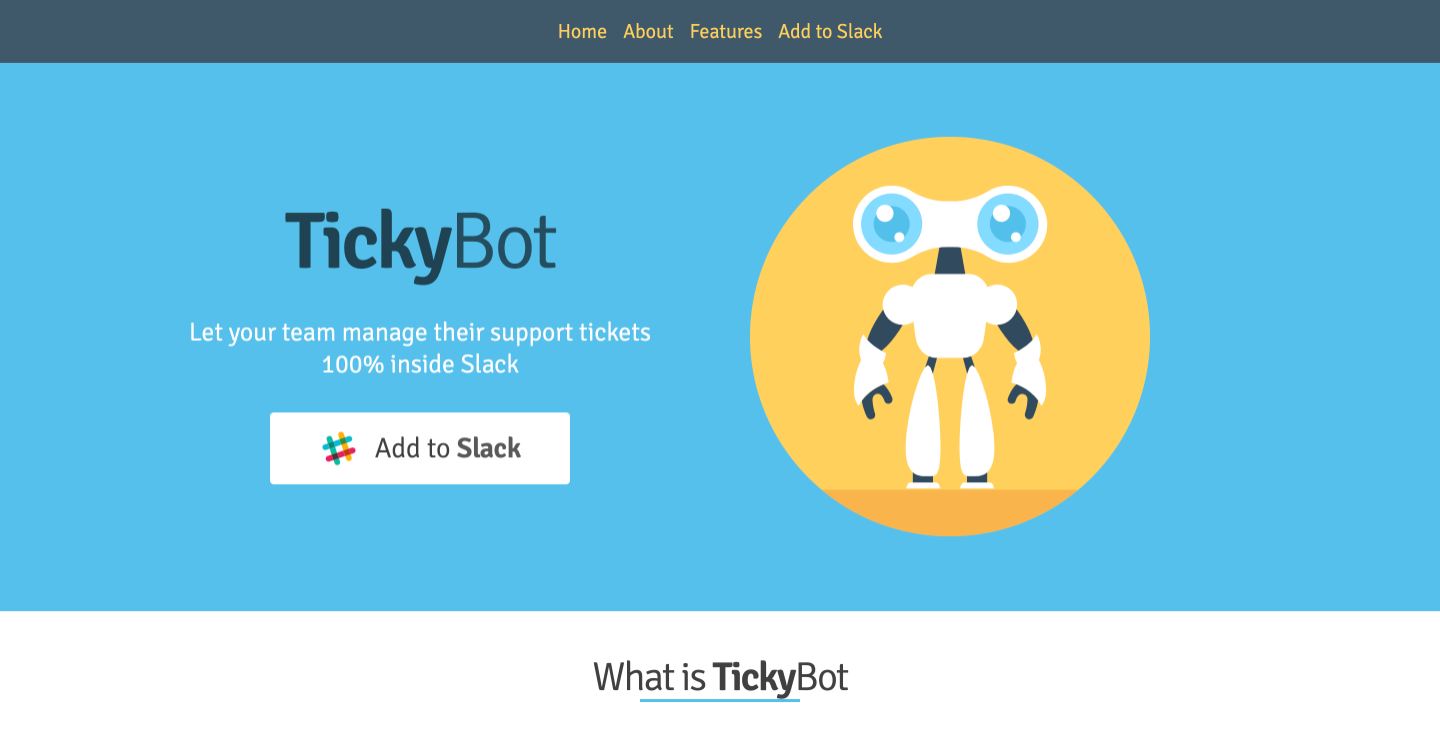 Home About Features Add to Slack
TickyBot
Let your team manage their support tickets
100% inside Slack
Add to Slack
What is TickyBot